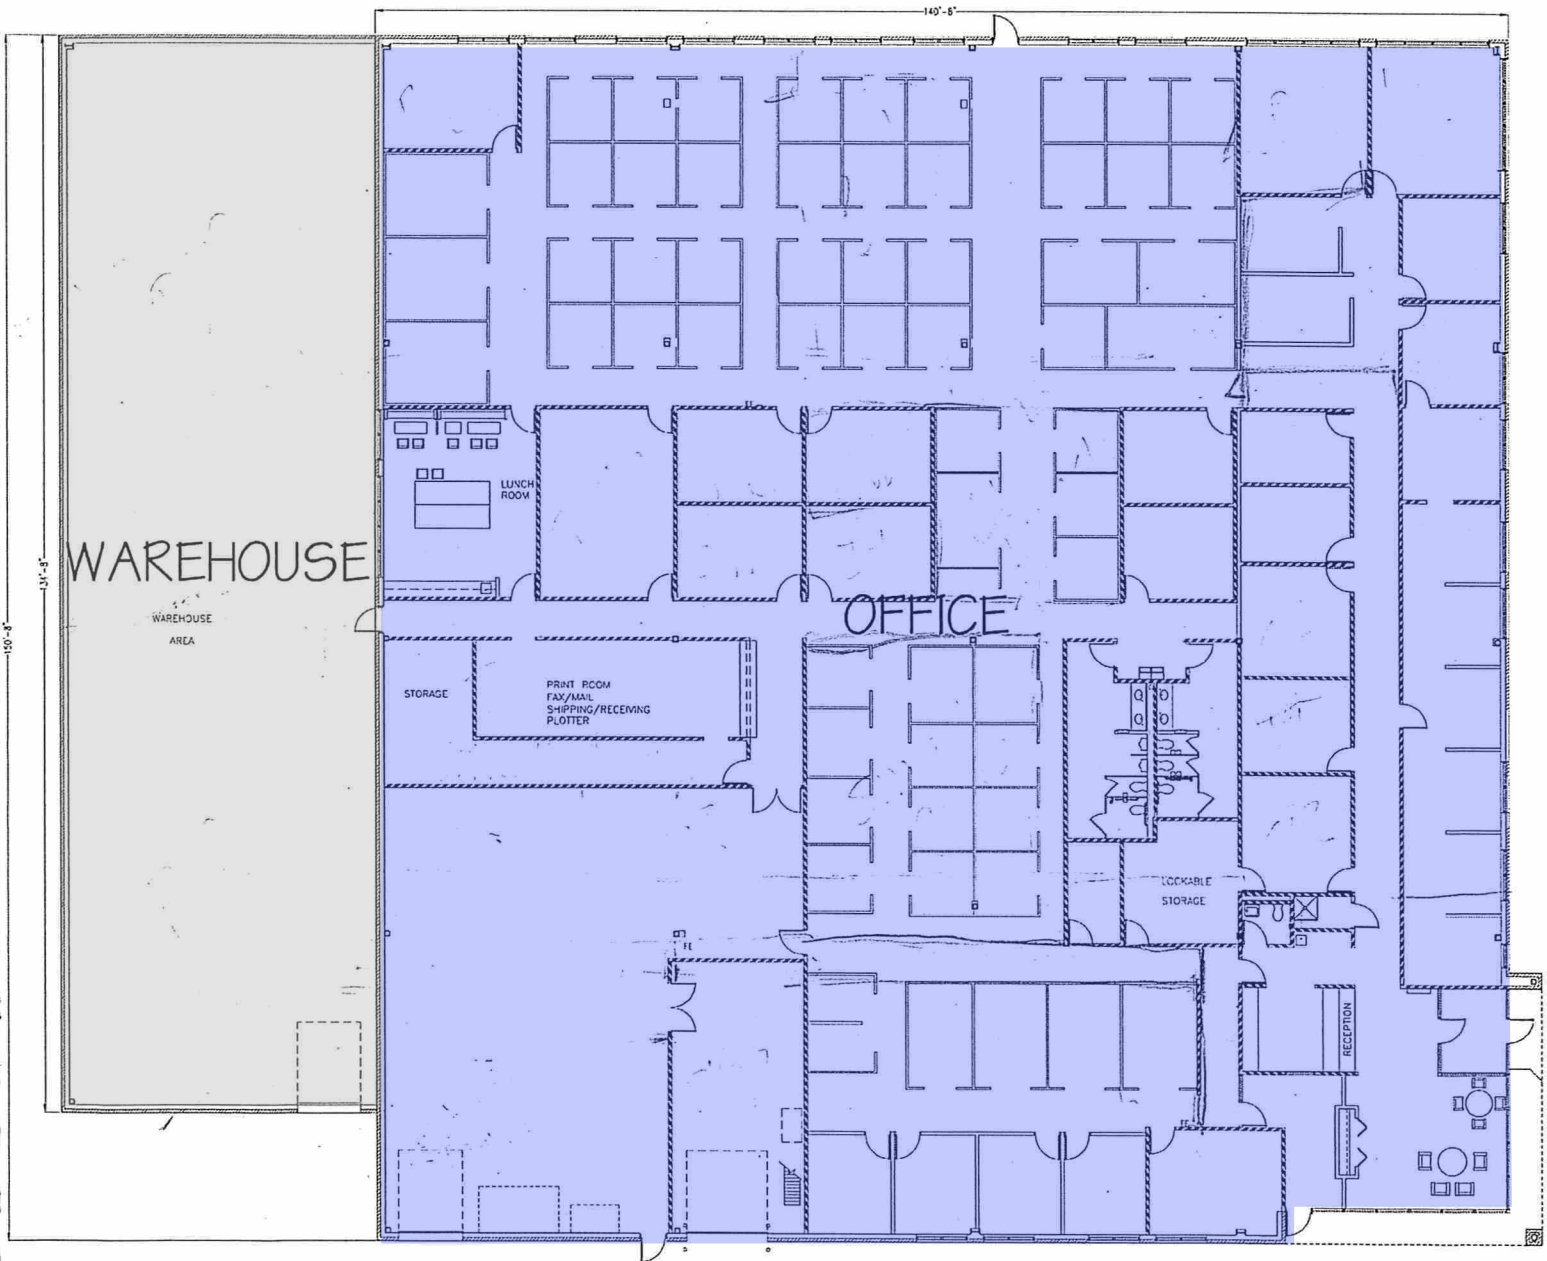 140'-8"
LUNCH
ROOM
WAREHOUSE
134'-8"
OFFICE
WAREHOUSE
AREA
150'-8"
STORAGE
PRINT ROOM
FAX/MAIL
SHIPPING/RECEIVING
PLOTTER
LOCKABLE
STORAGE
FE
RECEPTION